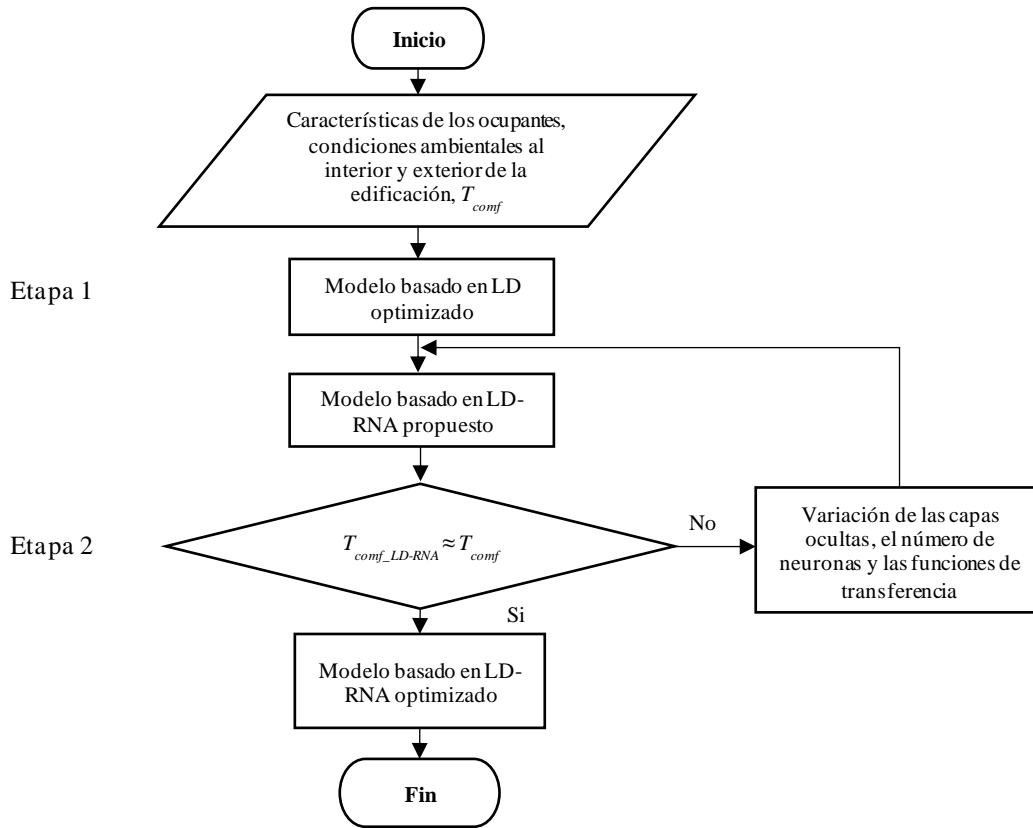 Inicio
Características de los ocupantes,
condiciones ambientales al
interior y exterior de la
edificación, T_comf
Etapa 1
Modelo basado en LD
optimizado
Modelo basado en LD-
RNA propuesto
Etapa 2
T_comf_LD-RNA ≈ T_comf
No
Variación de las capas
ocultas, el número de
neuronas y las funciones de
transferencia
Si
Modelo basado en LD-
RNA optimizado
Fin